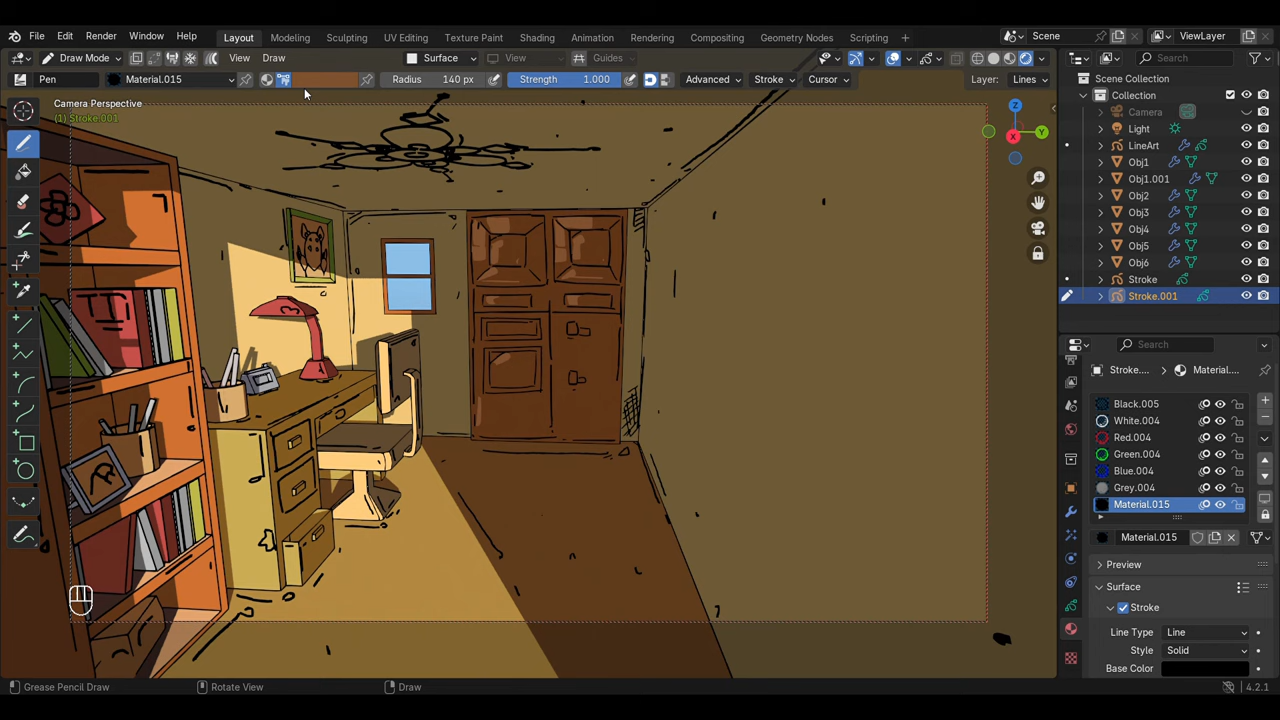 File Edit Render Window Help Layout Modeling Sculpting UV Editing Texture Paint Shading Animation Rendering Compositing Geometry Nodes Scripting + Scene ViewLayer
Draw Mode View Draw Surface View Guides Search
Pen Material.015 Radius 140 px Strength 1.000 Advanced Stroke Cursor Layer: Lines
Scene Collection
Collection
Camera
Light
LineArt
Obj1
Obj1.001
Obj2
Obj3
Obj4
Obj5
Obj6
Stroke
Stroke.001
Camera Perspective
(1) Stroke.001
Z
Y
X
Search
Stroke.... > Material....
Black.005
White.004
Red.004
Green.004
Blue.004
Grey.004
Material.015
Material.015
Preview
Surface
Stroke
Line Type Line
Style Solid
Base Color
Grease Pencil Draw Rotate View Draw 4.2.1